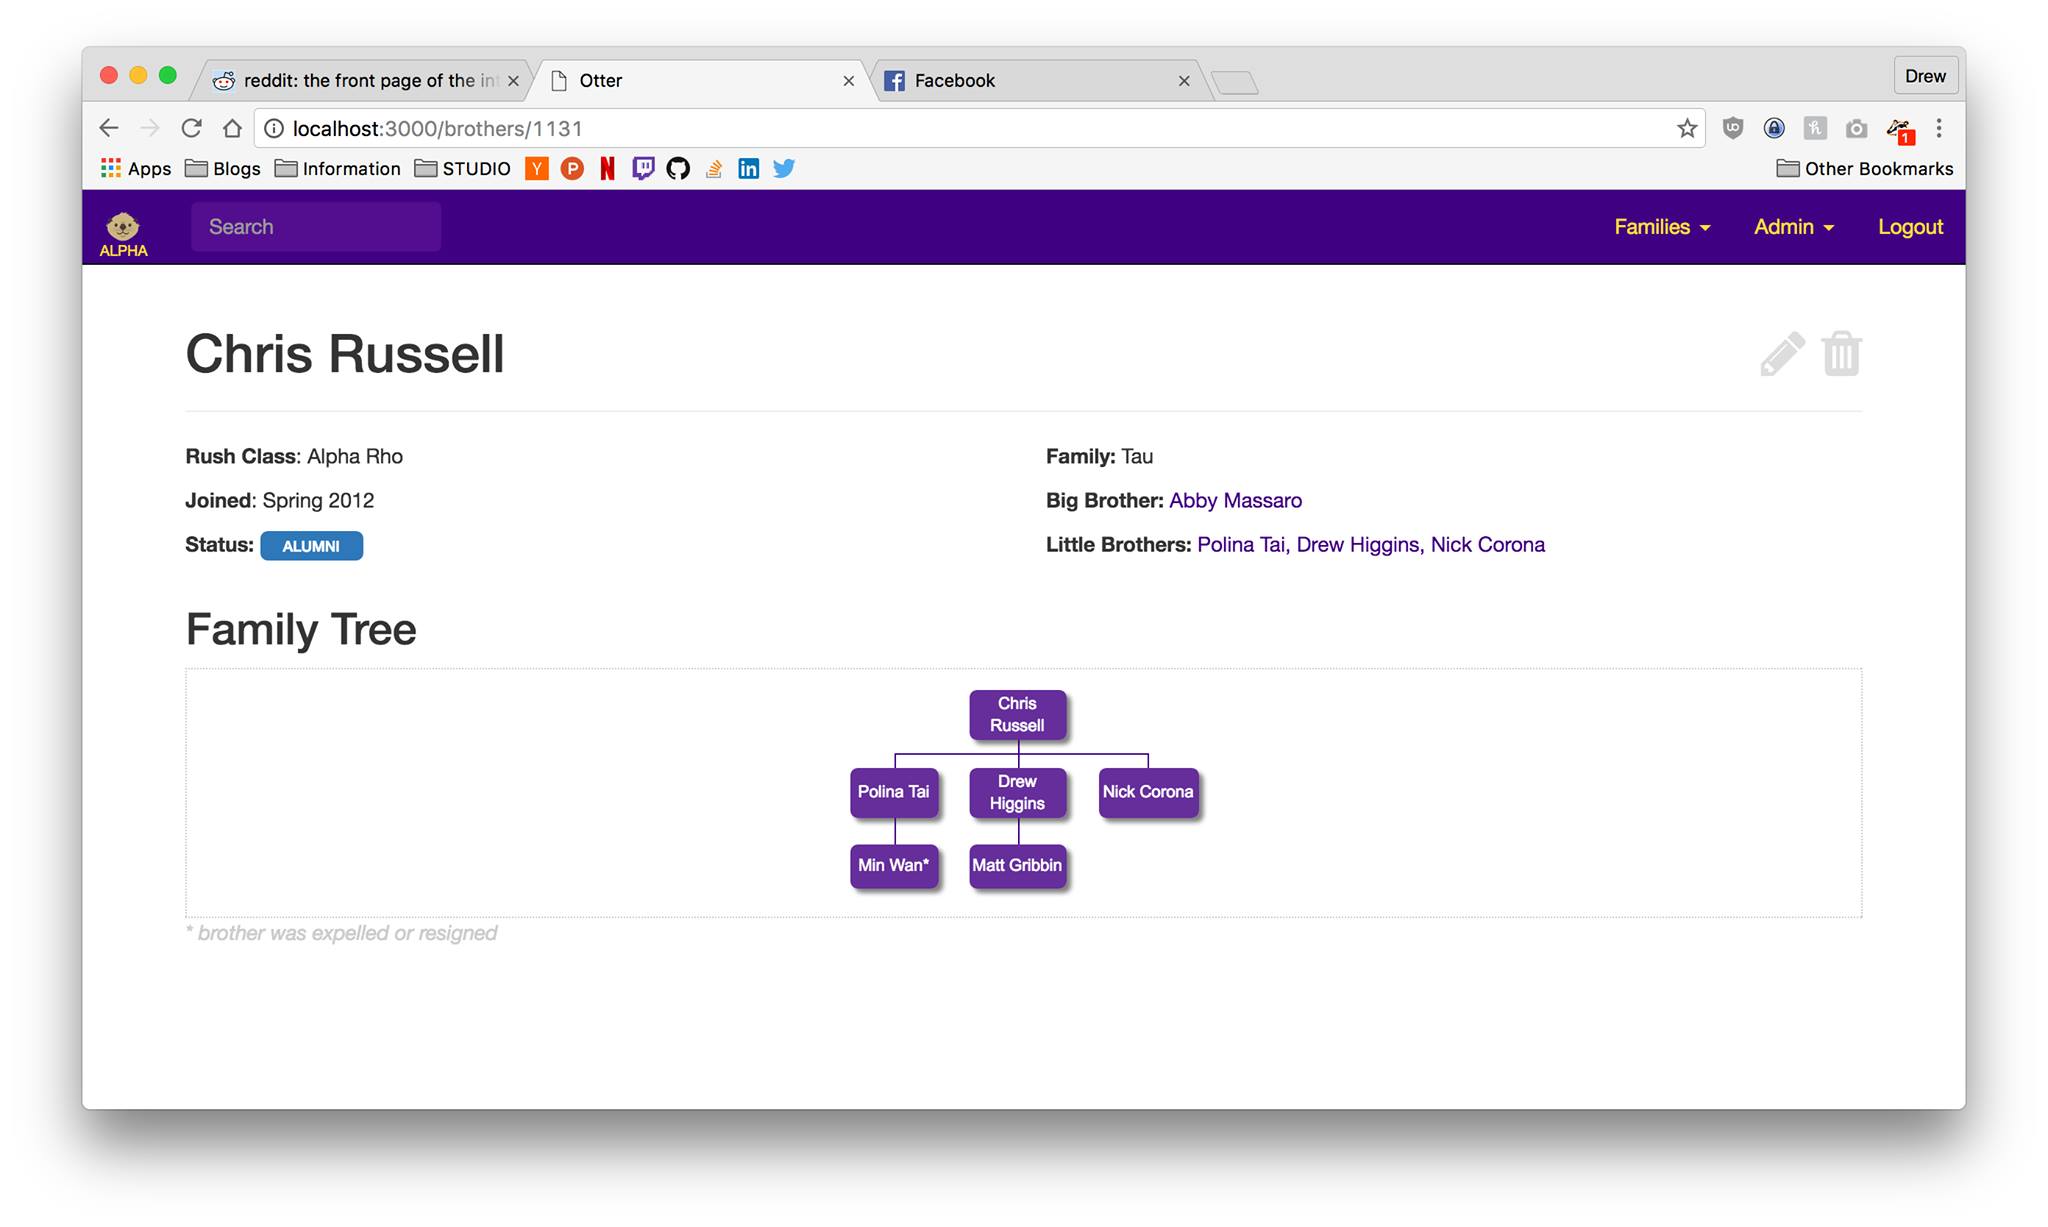 reddit: the front page of the int
Otter
Facebook
Drew
localhost:3000/brothers/1131
1
Apps Blogs Information STUDIO Y P N in Other Bookmarks
ALPHA
Search
Families Admin Logout
Chris Russell
Rush Class: Alpha Rho
Joined: Spring 2012
Status: ALUMNI
Family: Tau
Big Brother: Abby Massaro
Little Brothers: Polina Tai, Drew Higgins, Nick Corona
Family Tree
Chris
Russell
Polina Tai
Drew
Higgins
Nick Corona
Min Wan*
Matt Gribbin
* brother was expelled or resigned